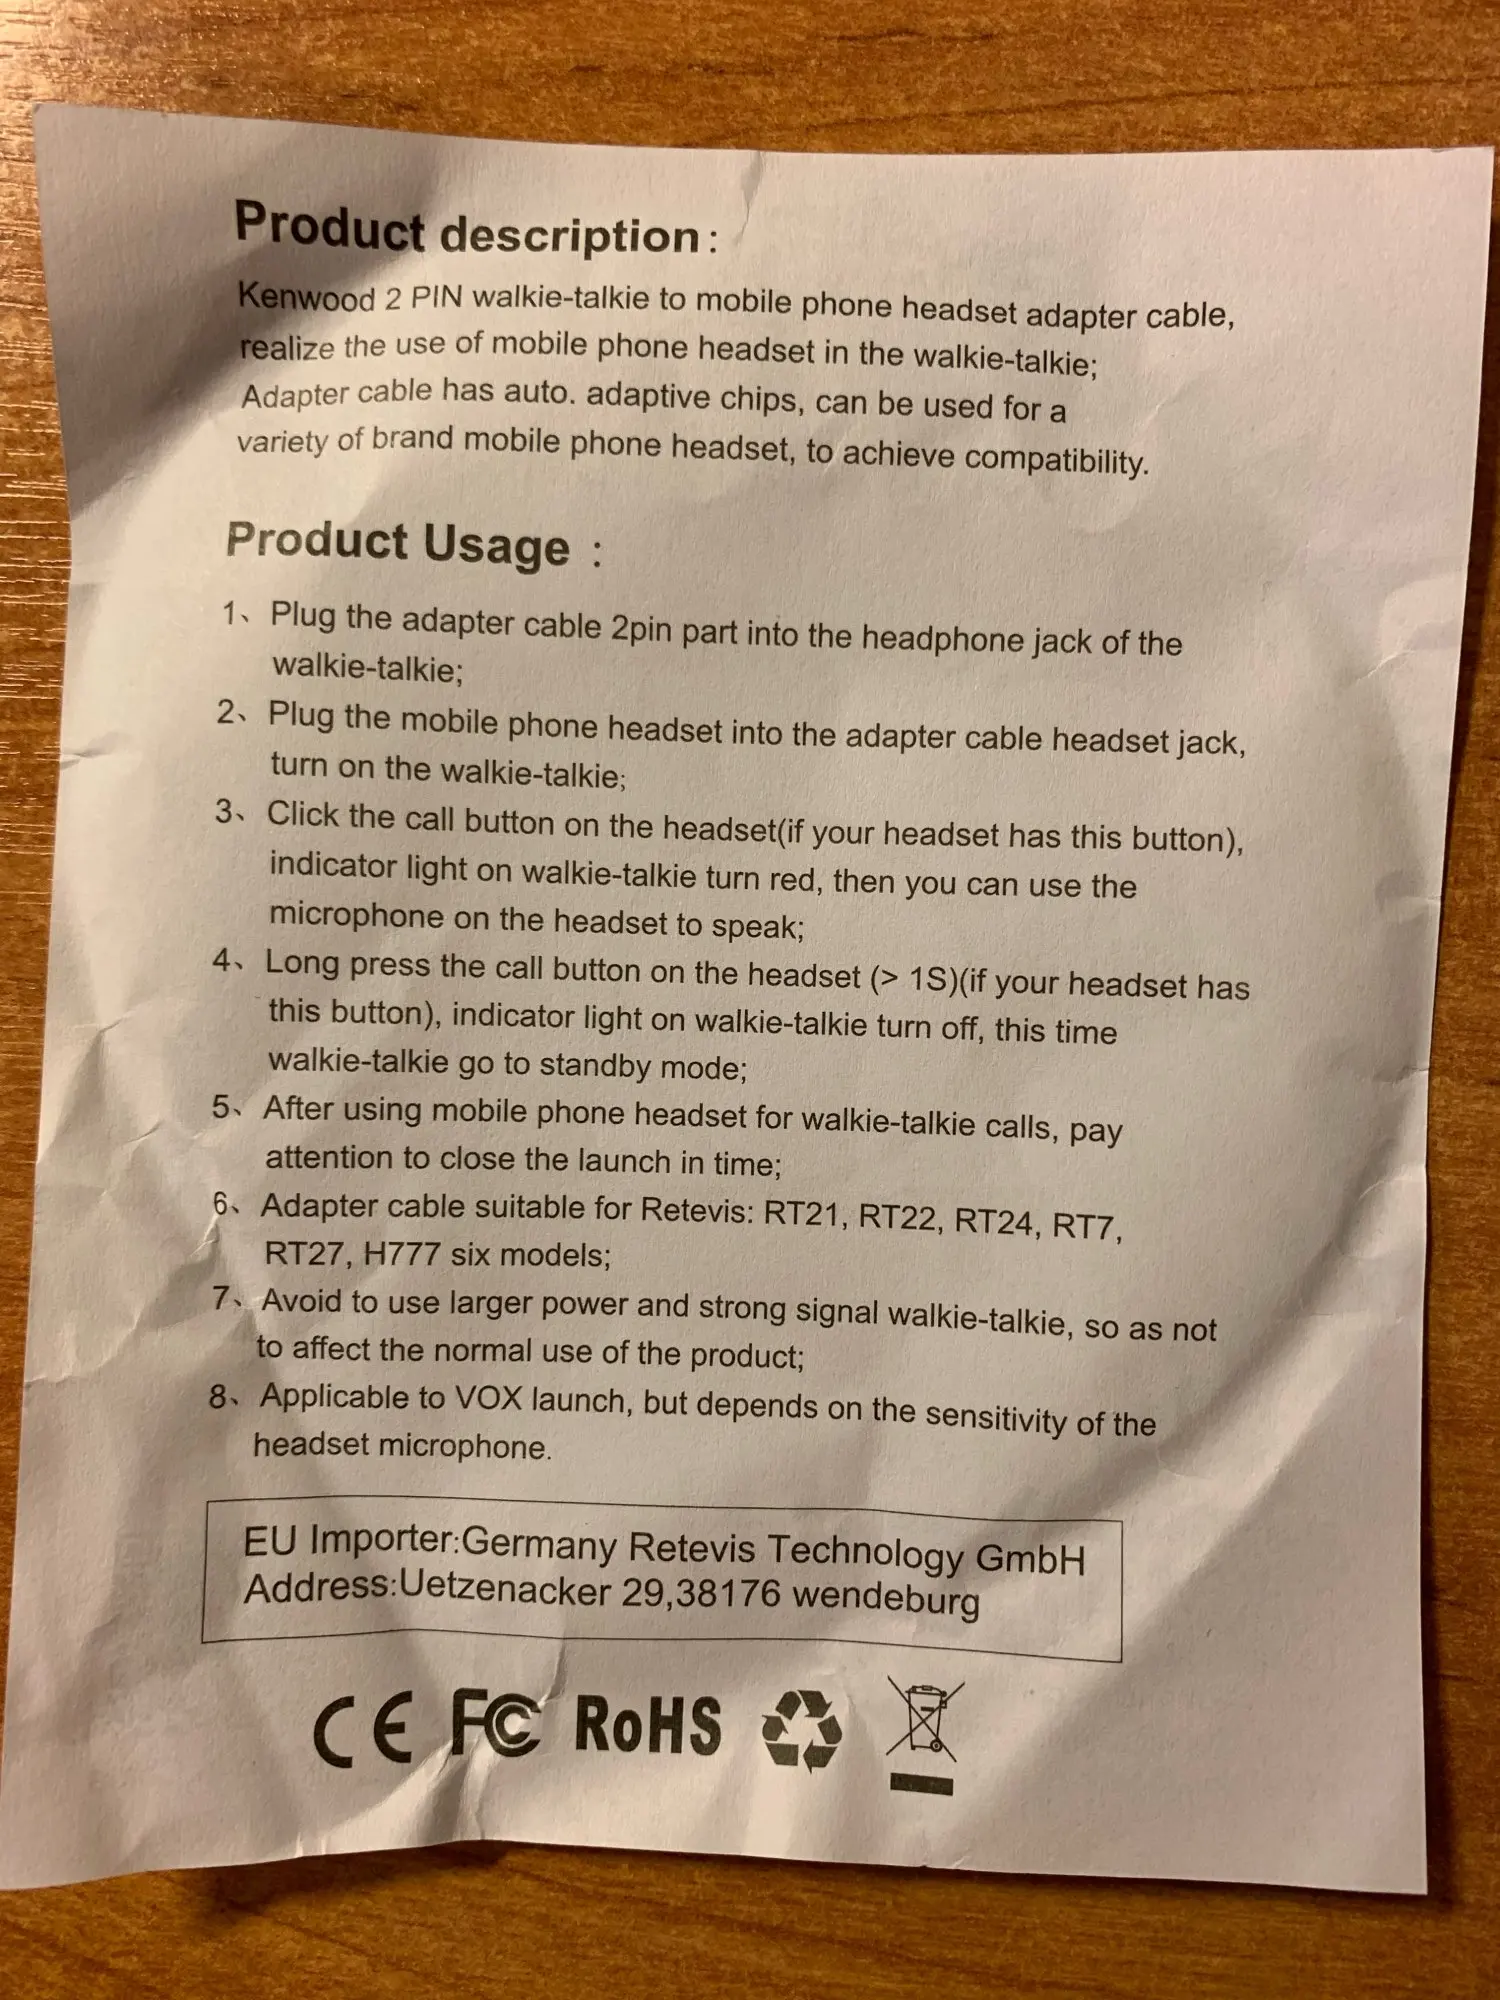 Product description:
Kenwood 2 PIN walkie-talkie to mobile phone headset adapter cable,
realize the use of mobile phone headset in the walkie-talkie;
Adapter cable has auto. adaptive chips, can be used for a
variety of brand mobile phone headset, to achieve compatibility.
Product Usage :
1、Plug the adapter cable 2pin part into the headphone jack of the
walkie-talkie;
2、Plug the mobile phone headset into the adapter cable headset jack,
turn on the walkie-talkie;
3、Click the call button on the headset(if your headset has this button),
indicator light on walkie-talkie turn red, then you can use the
microphone on the headset to speak;
4、Long press the call button on the headset (> 1S)(if your headset has
this button), indicator light on walkie-talkie turn off, this time
walkie-talkie go to standby mode;
5、After using mobile phone headset for walkie-talkie calls, pay
attention to close the launch in time;
6、Adapter cable suitable for Retevis: RT21, RT22, RT24, RT7,
RT27, H777 six models;
7、Avoid to use larger power and strong signal walkie-talkie, so as not
to affect the normal use of the product;
8、Applicable to VOX launch, but depends on the sensitivity of the
headset microphone.
EU Importer:Germany Retevis Technology GmbH
Address:Uetzenacker 29,38176 wendeburg
CE FC RoHS